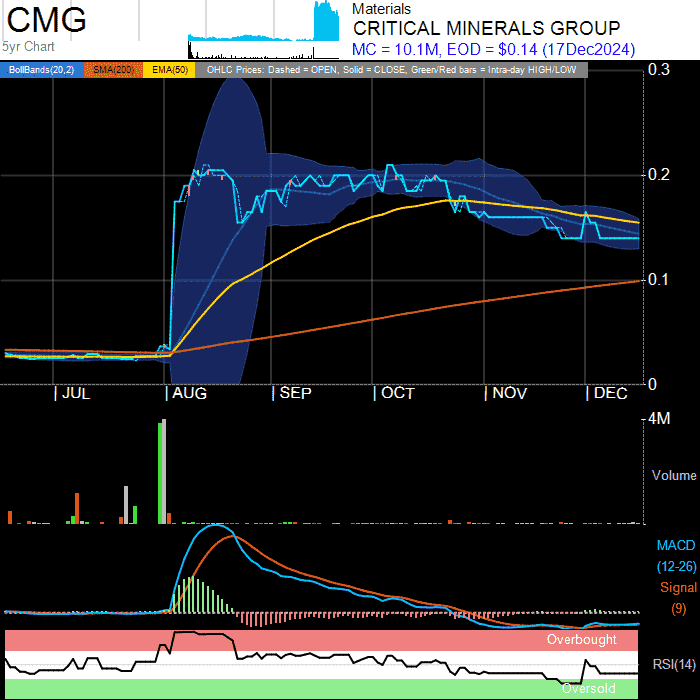 CMG
5yr Chart
Materials
CRITICAL MINERALS GROUP
MC = 10.1M, EOD = $0.14 (17Dec2024)
BollBands(20,2) SMA(200) EMA(50) OHLC Prices: Dashed = OPEN, Solid = CLOSE, Green/Red bars = Intra-day HIGH/LOW
0.3
0.2
0.1
0
| JUL | AUG | SEP | OCT | NOV | DEC
4M
Volume
MACD
(12-26)
Signal
(9)
Overbought
RSI(14)
Oversold